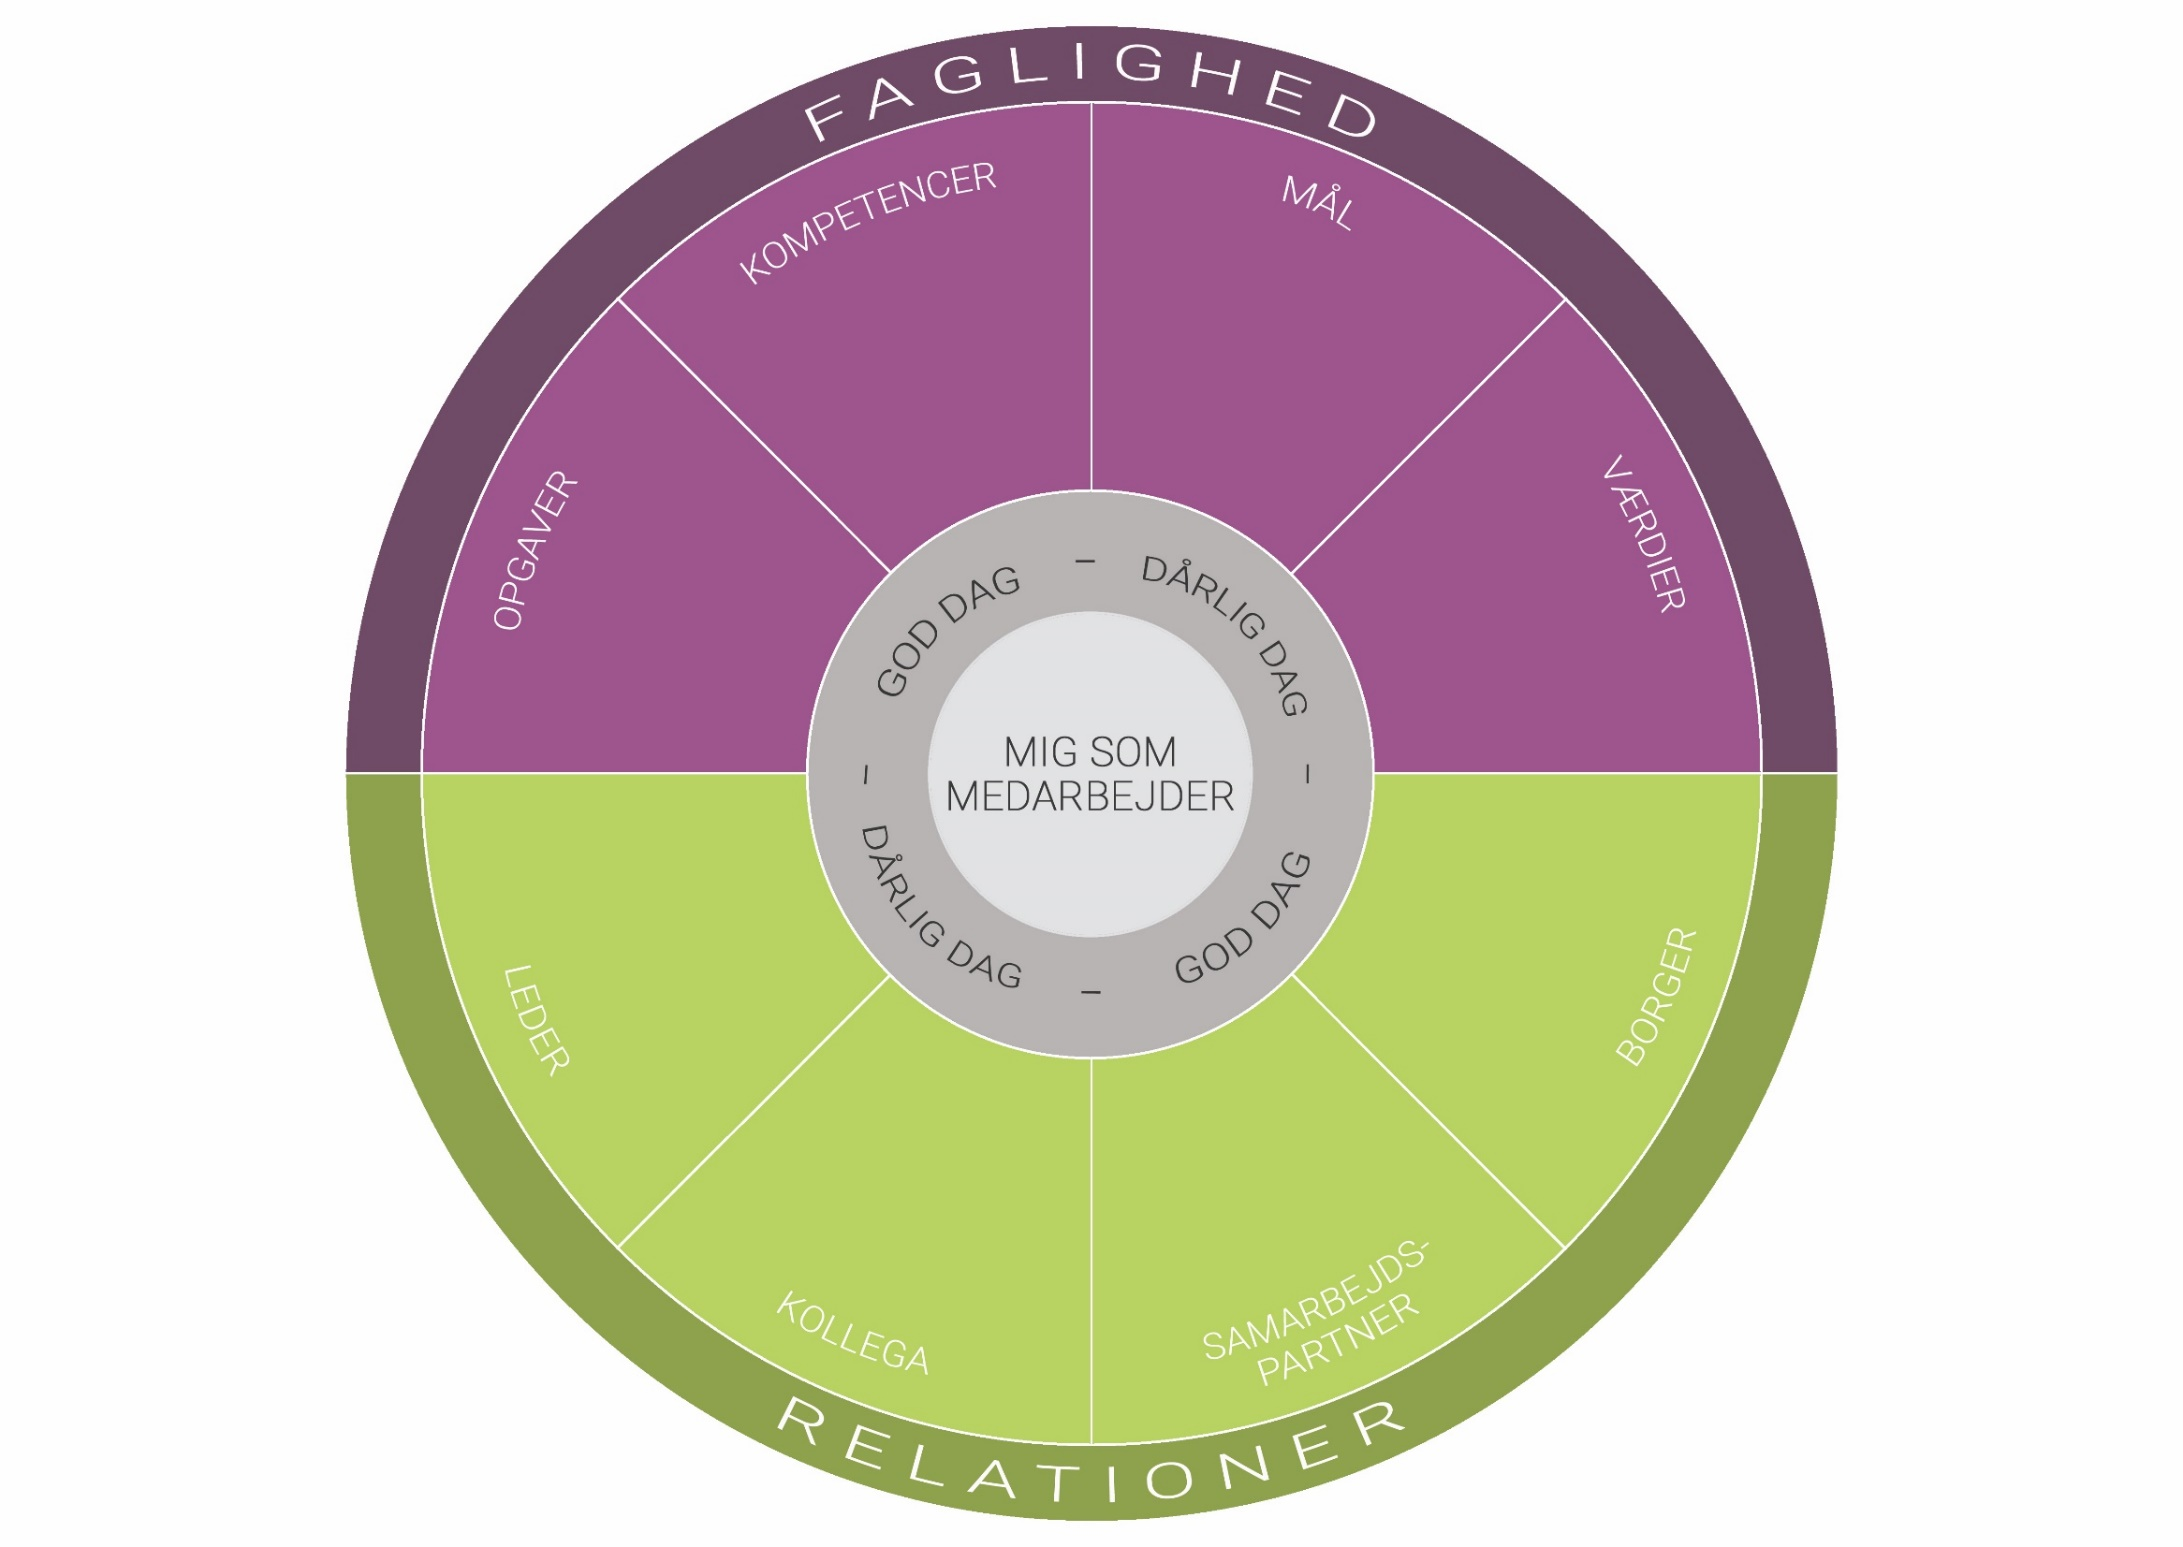 FAGLIGHED
KOMPETENCER
MÅL
OPGAVER
VÆRDIER
GOD DAG – DÅRLIG DAG –
MIG SOM
MEDARBEJDER
DÅRLIG DAG – GOD DAG –
LEDER
BORGER
KOLLEGA
SAMARBEJDS-
PARTNER
RELATIONER